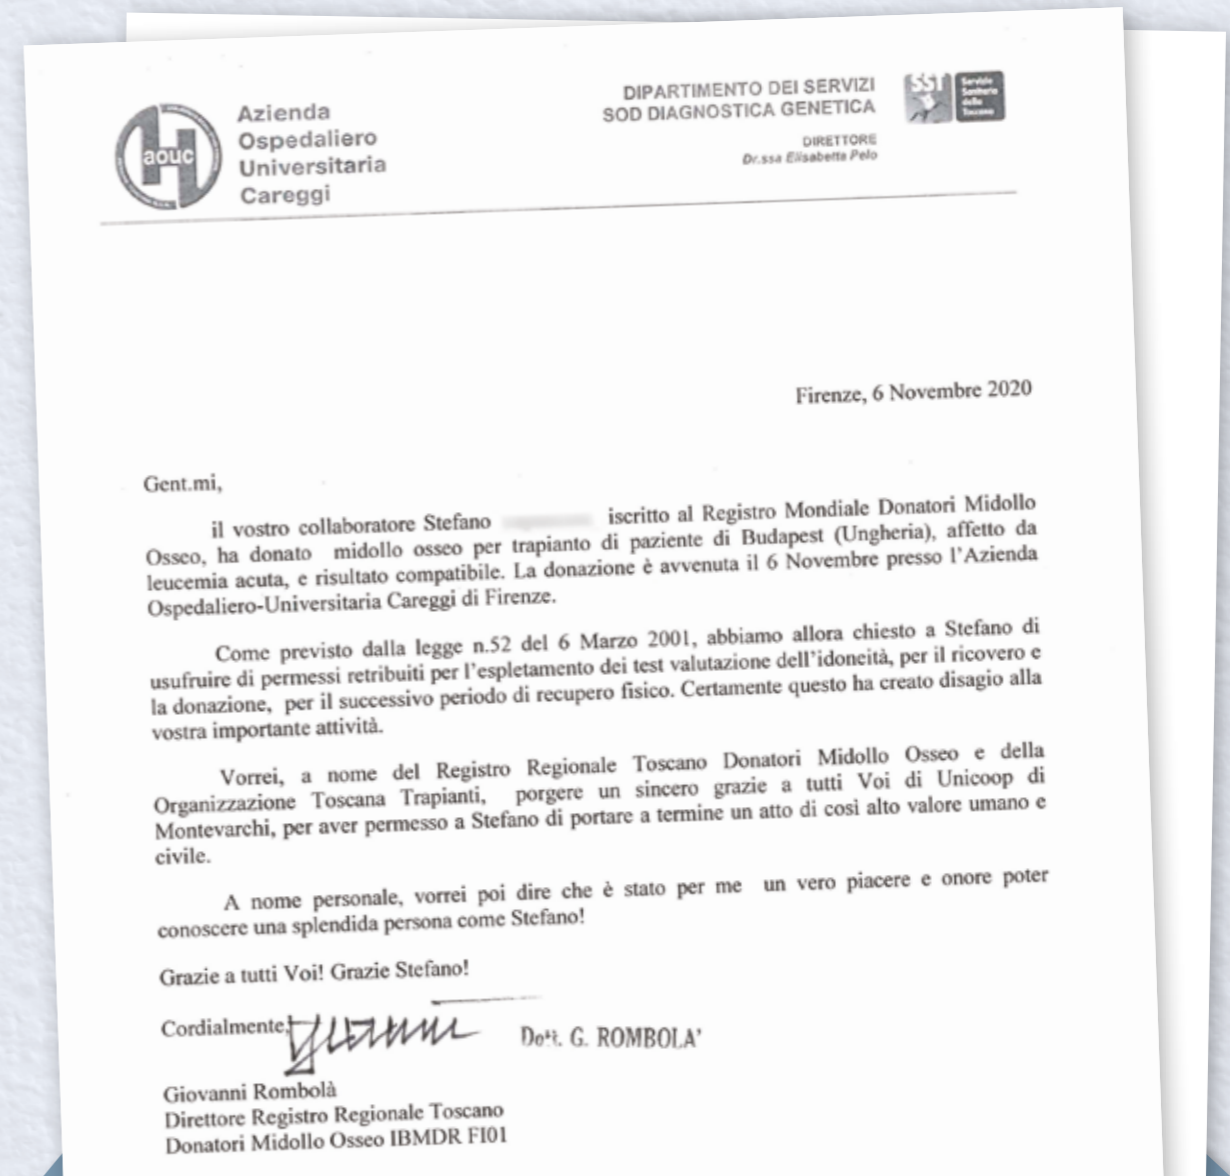 aouc
Azienda
Ospedaliero
Universitaria
Careggi
DIPARTIMENTO DEI SERVIZI
SOD DIAGNOSTICA GENETICA
DIRETTORE
Dr.ssa Elisabetta Pelo
SST
Servizio
Sanitario
della
Toscana
Firenze, 6 Novembre 2020
Gent.mi,
il vostro collaboratore Stefano iscritto al Registro Mondiale Donatori Midollo
Osseo, ha donato midollo osseo per trapianto di paziente di Budapest (Ungheria), affetto da
leucemia acuta, e risultato compatibile. La donazione è avvenuta il 6 Novembre presso l'Azienda
Ospedaliero-Universitaria Careggi di Firenze.
Come previsto dalla legge n.52 del 6 Marzo 2001, abbiamo allora chiesto a Stefano di
usufruire di permessi retribuiti per l'espletamento dei test valutazione dell'idoneità, per il ricovero e
la donazione, per il successivo periodo di recupero fisico. Certamente questo ha creato disagio alla
vostra importante attività.
Vorrei, a nome del Registro Regionale Toscano Donatori Midollo Osseo e della
Organizzazione Toscana Trapianti, porgere un sincero grazie a tutti Voi di Unicoop di
Montevarchi, per aver permesso a Stefano di portare a termine un atto di così alto valore umano e
civile.
A nome personale, vorrei poi dire che è stato per me un vero piacere e onore poter
conoscere una splendida persona come Stefano!
Grazie a tutti Voi! Grazie Stefano!
Cordialmente,
Dott. G. ROMBOLA'
Giovanni Rombolà
Direttore Registro Regionale Toscano
Donatori Midollo Osseo IBMDR FI01